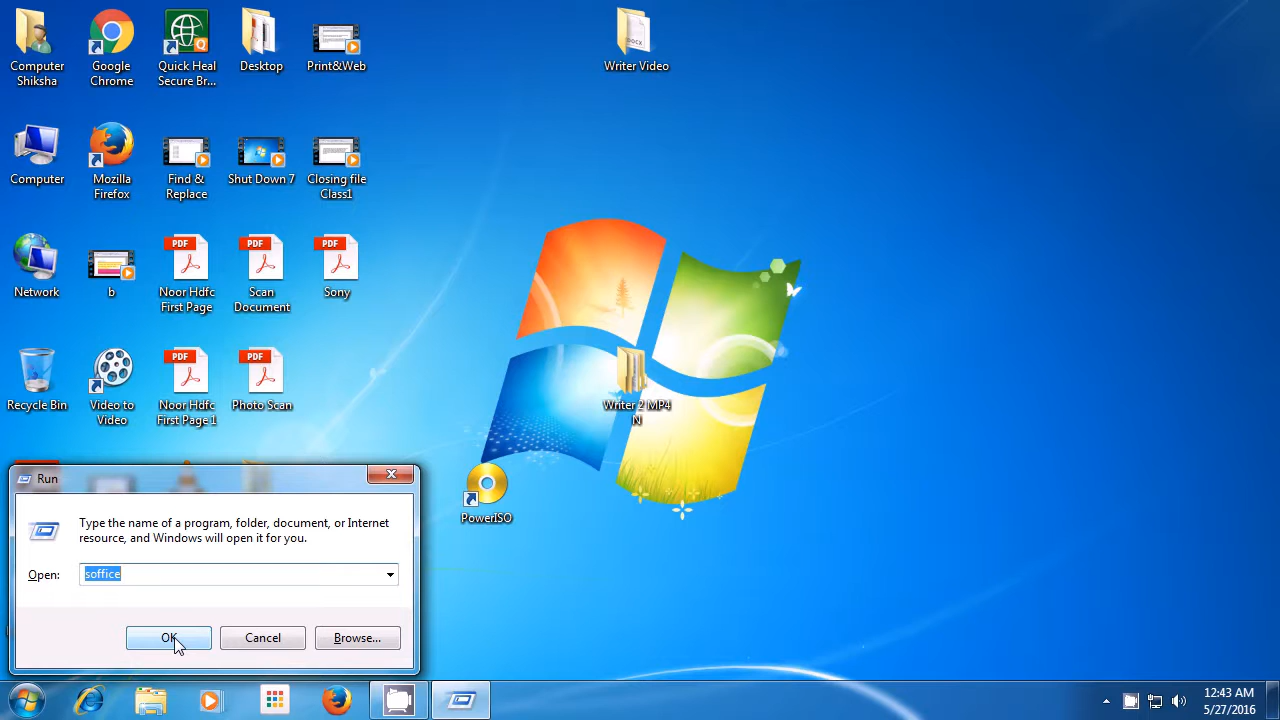 Computer
Shiksha
Google
Chrome
Quick Heal
Secure Br...
Desktop
Print&Web
Writer Video
Computer
Mozilla
Firefox
Find &
Replace
Shut Down 7
Closing file
Class1
Network
b
PDF
Noor Hdfc
First Page
PDF
Scan
Document
PDF
Sony
Recycle Bin
Video to
Video
PDF
Noor Hdfc
First Page 1
PDF
Photo Scan
Writer 2 MP4
N
PowerISO
DOCX
Run
Type the name of a program, folder, document, or Internet
resource, and Windows will open it for you.
Open:
soffice
OK
Cancel
Browse...
12:43 AM
5/27/2016